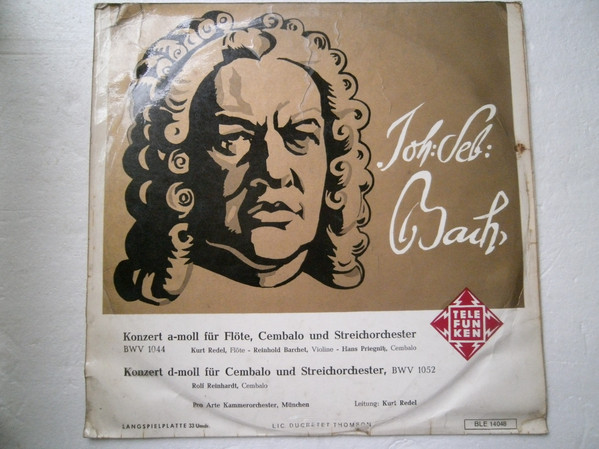 Joh: Seb:
Bach
TELE
FUN
KEN
Konzert a-moll für Flöte, Cembalo und Streichorchester
BWV 1044 Kurt Redel, Flöte - Reinhold Barchet, Violine - Hans Priegnitz, Cembalo
Konzert d-moll für Cembalo und Streichorchester, BWV 1052
Rolf Reinhardt, Cembalo
Pro Arte Kammerorchester, München Leitung: Kurt Redel
LANGSPIELPLATTE 33 LIC DUCRETET THOMSON BLE 14046